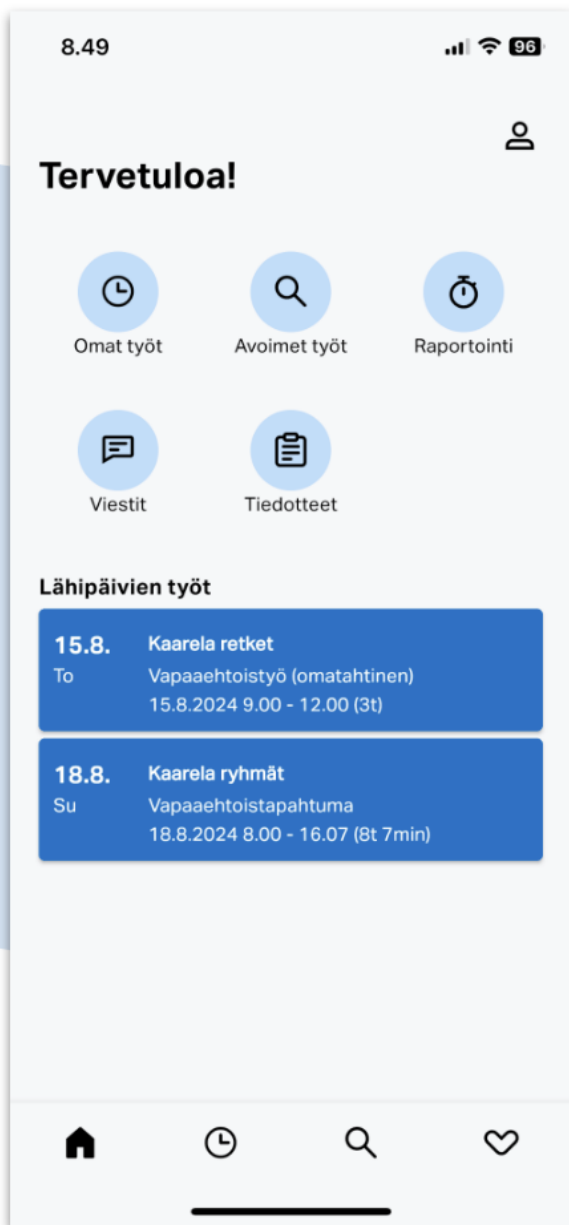 8.49
96
Tervetuloa!
Omat työt
Avoimet työt
Raportointi
Viestit
Tiedotteet
Lähipäivien työt
15.8.
Kaarela retket
To
Vapaaehtoistyö (omatahtinen)
15.8.2024 9.00 - 12.00 (3t)
18.8.
Kaarela ryhmät
Su
Vapaaehtoistapahtuma
18.8.2024 8.00 - 16.07 (8t 7min)